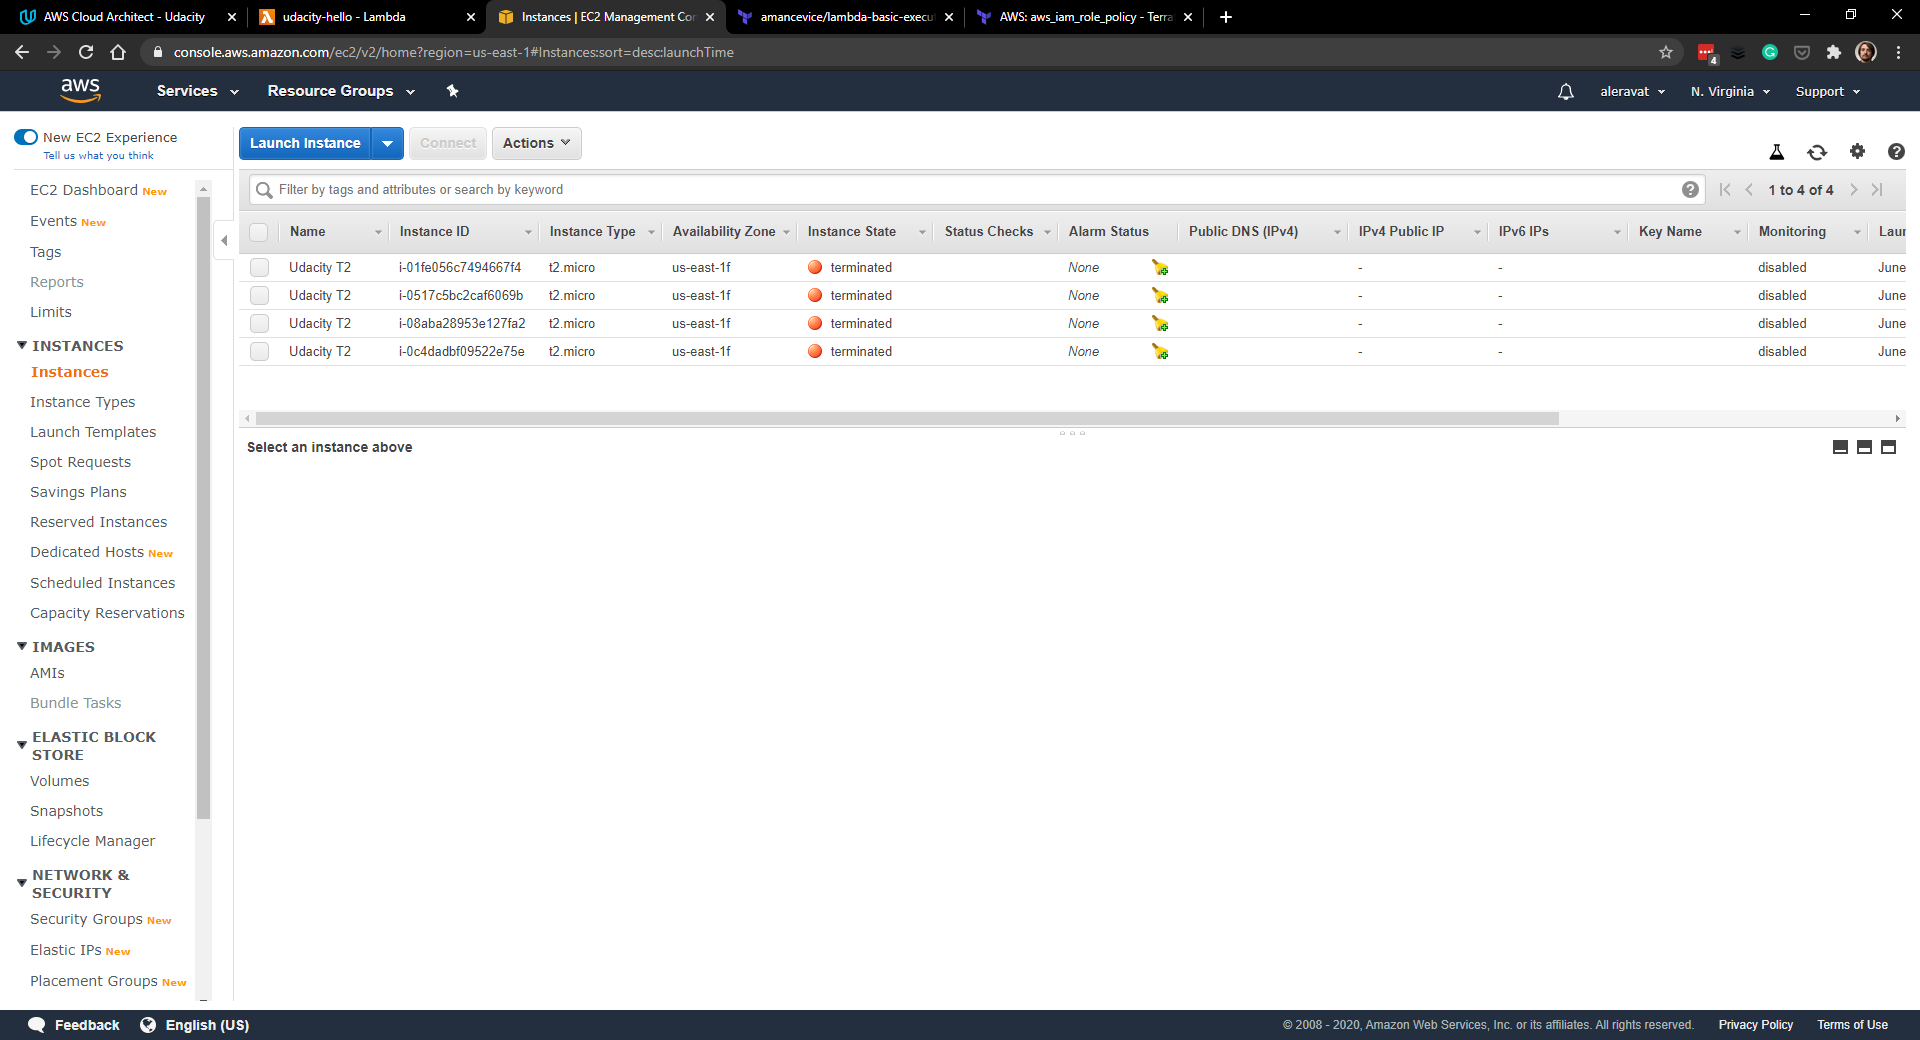 AWS Cloud Architect - Udacity
udacity-hello - Lambda
Instances | EC2 Management Con
amancevice/lambda-basic-execu
AWS: aws_iam_role_policy - Terra
console.aws.amazon.com/ec2/v2/home?region=us-east-1#Instances:sort=desc:launchTime
4
aws
Services
Resource Groups
aleravat
N. Virginia
Support
New EC2 Experience
Tell us what you think
EC2 Dashboard New
Events New
Tags
Reports
Limits
INSTANCES
Instances
Instance Types
Launch Templates
Spot Requests
Savings Plans
Reserved Instances
Dedicated Hosts New
Scheduled Instances
Capacity Reservations
IMAGES
AMIs
Bundle Tasks
ELASTIC BLOCK
STORE
Volumes
Snapshots
Lifecycle Manager
NETWORK &
SECURITY
Security Groups New
Elastic IPs New
Placement Groups New
Launch Instance
Connect
Actions
Filter by tags and attributes or search by keyword
1 to 4 of 4
Name Instance ID Instance Type Availability Zone Instance State Status Checks Alarm Status Public DNS (IPv4) IPv4 Public IP IPv6 IPs Key Name Monitoring Laun
Udacity T2 i-01fe056c7494667f4 t2.micro us-east-1f terminated None - - disabled June
Udacity T2 i-0517c5bc2caf6069b t2.micro us-east-1f terminated None - - disabled June
Udacity T2 i-08aba28953e127fa2 t2.micro us-east-1f terminated None - - disabled June
Udacity T2 i-0c4dadbf09522e75e t2.micro us-east-1f terminated None - - disabled June
Select an instance above
Feedback
English (US)
© 2008 - 2020, Amazon Web Services, Inc. or its affiliates. All rights reserved.
Privacy Policy
Terms of Use